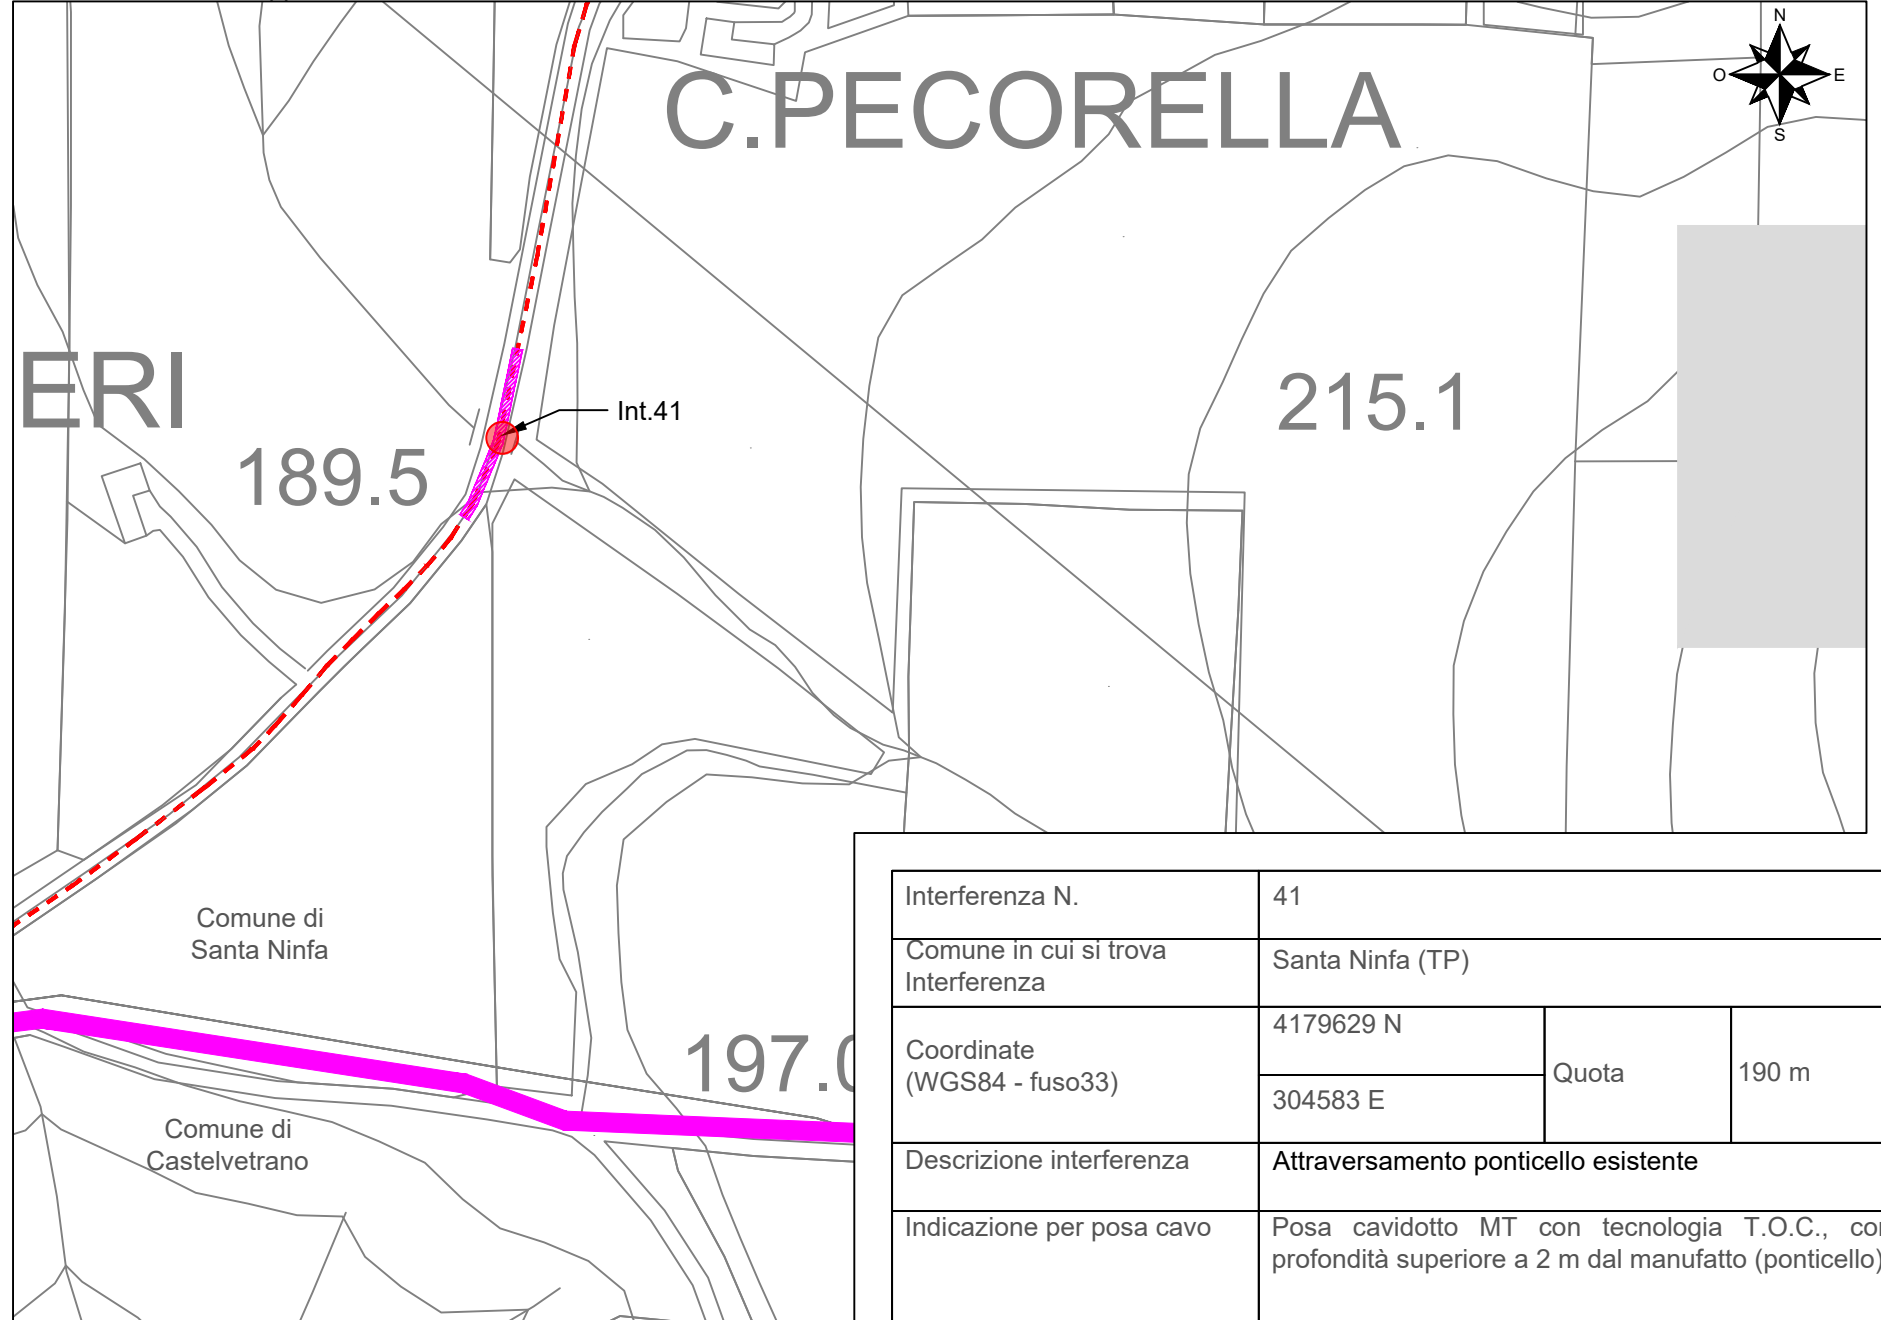 N
O
E
S
C.PECORELLA
ERI
189.5
Int.41
215.1
Comune di
Santa Ninfa
197.0
Comune di
Castelvetrano
Interferenza N.
41
Comune in cui si trova
Interferenza
Santa Ninfa (TP)
Coordinate
(WGS84 - fuso33)
4179629 N
304583 E
Quota
190 m
Descrizione interferenza
Attraversamento ponticello esistente
Indicazione per posa cavo
Posa cavidotto MT con tecnologia T.O.C., con
profondità superiore a 2 m dal manufatto (ponticello)